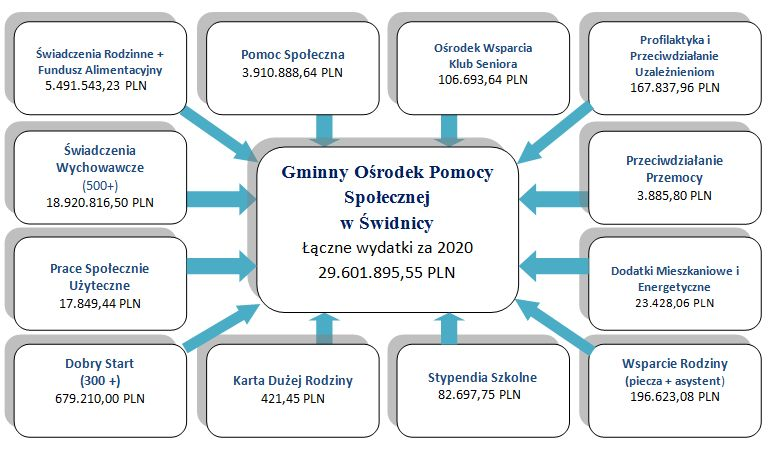 Świadczenia Rodzinne +
Fundusz Alimentacyjny
5.491.543,23 PLN
Pomoc Społeczna
3.910.888,64 PLN
Ośrodek Wsparcia
Klub Seniora
106.693,64 PLN
Profilaktyka i
Przeciwdziałanie
Uzależnieniom
167.837,96 PLN
Świadczenia
Wychowawcze
(500+)
18.920.816,50 PLN
Gminny Ośrodek Pomocy
Społecznej
w Świdnicy
Łączne wydatki za 2020
29.601.895,55 PLN
Przeciwdziałanie
Przemocy
3.885,80 PLN
Prace Społecznie
Użyteczne
17.849,44 PLN
Dodatki Mieszkaniowe i
Energetyczne
23.428,06 PLN
Dobry Start
(300 +)
679.210,00 PLN
Karta Dużej Rodziny
421,45 PLN
Stypendia Szkolne
82.697,75 PLN
Wsparcie Rodziny
(piecza + asystent)
196.623,08 PLN